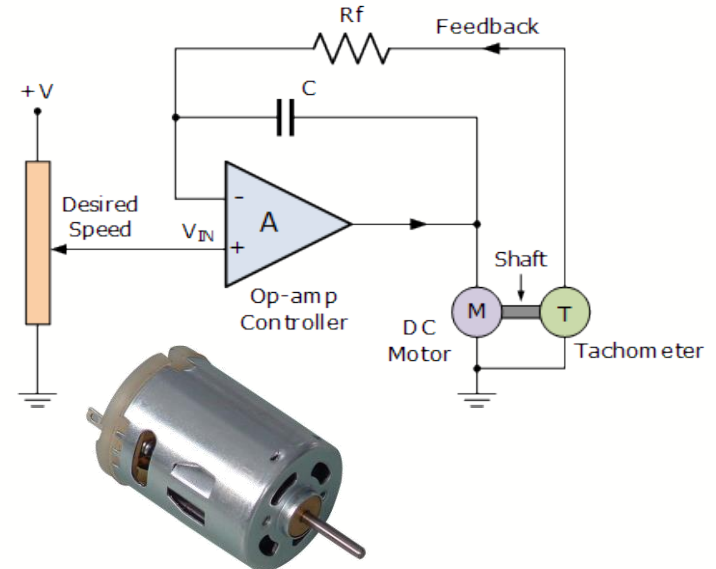 Rf
Feedback
C
+V
Desired
Speed
VIN
-
+
A
Op-amp
Controller
Shaft
M
T
DC
Motor
Tachometer